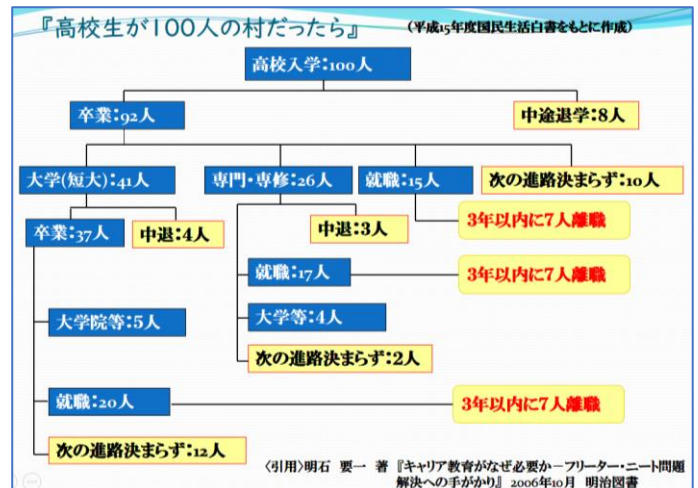 『高校生が100人の村だったら』
(平成15年度国民生活白書をもとに作成)
高校入学:100人
卒業:92人
中途退学:8人
大学(短大):41人
専門・専修:26人
就職:15人
次の進路決まらず:10人
卒業:37人
中退:4人
中退:3人
3年以内に7人離職
就職:17人
3年以内に7人離職
大学院等:5人
大学等:4人
次の進路決まらず:2人
就職:20人
3年以内に7人離職
次の進路決まらず:12人
〈引用〉明石 要一 著 『キャリア教育がなぜ必要か－フリーター・ニート問題
解決への手がかり』 2006年10月 明治図書